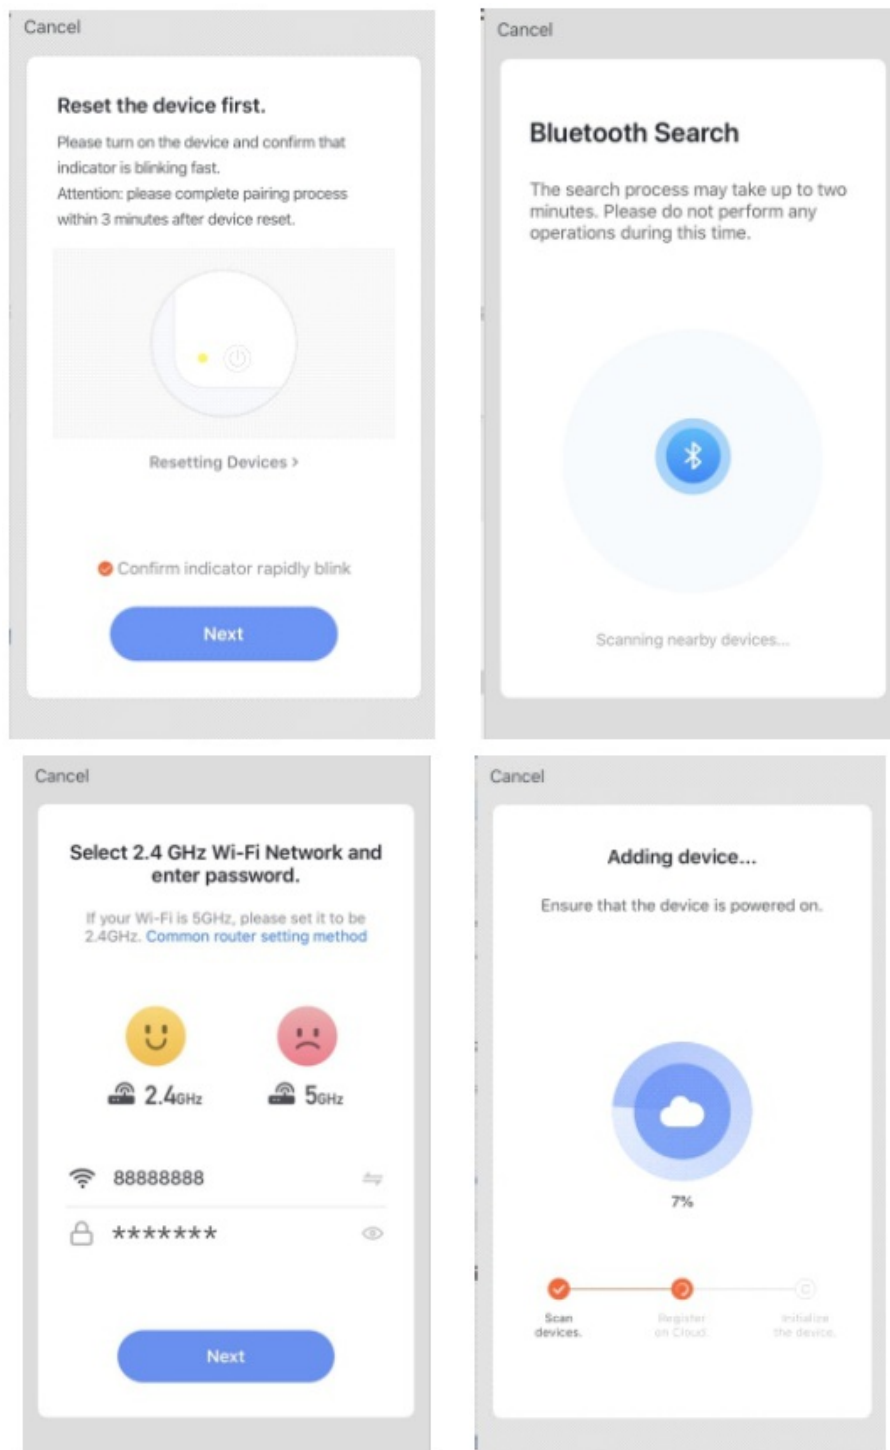 Cancel
Reset the device first.
Please turn on the device and confirm that
indicator is blinking fast.
Attention: please complete pairing process
within 3 minutes after device reset.
Resetting Devices >
Confirm indicator rapidly blink
Next
Cancel
Bluetooth Search
The search process may take up to two
minutes. Please do not perform any
operations during this time.
Scanning nearby devices...
Cancel
Select 2.4 GHz Wi-Fi Network and
enter password.
If your Wi-Fi is 5GHz, please set it to be
2.4GHz. Common router setting method
2.4GHz
5GHz
88888888
*******
Next
Cancel
Adding device...
Ensure that the device is powered on.
7%
Scan
devices.
Register
on Cloud.
Initialize
the device.